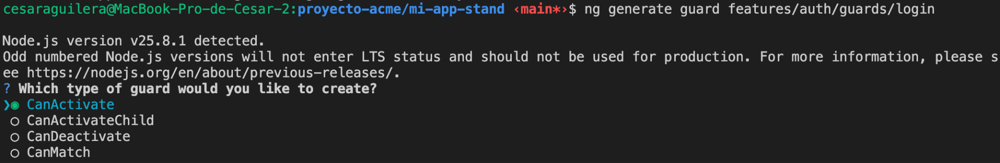 cesaraguilera@MacBook-Pro-de-Cesar-2:proyecto-acme/mi-app-stand ‹main*›$ ng generate guard features/auth/guards/login
Node.js version v25.8.1 detected.
Odd numbered Node.js versions will not enter LTS status and should not be used for production. For more information, please s
ee https://nodejs.org/en/about/previous-releases/.
? Which type of guard would you like to create?
❯◉ CanActivate
○ CanActivateChild
○ CanDeactivate
○ CanMatch